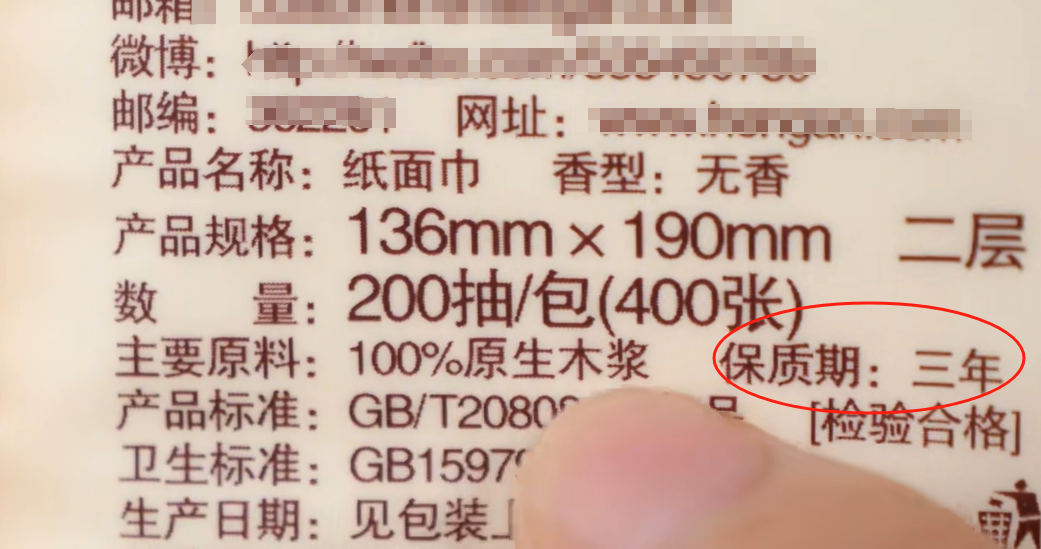 邮箱
微博：
邮编： 网址：
产品名称：纸面巾 香型：无香
产品规格：136mm×190mm 二层
数 量：200抽/包(400张)
主要原料：100%原生木浆 保质期：三年
产品标准：GB/T2080 [检验合格]
卫生标准：GB1597
生产日期：见包装